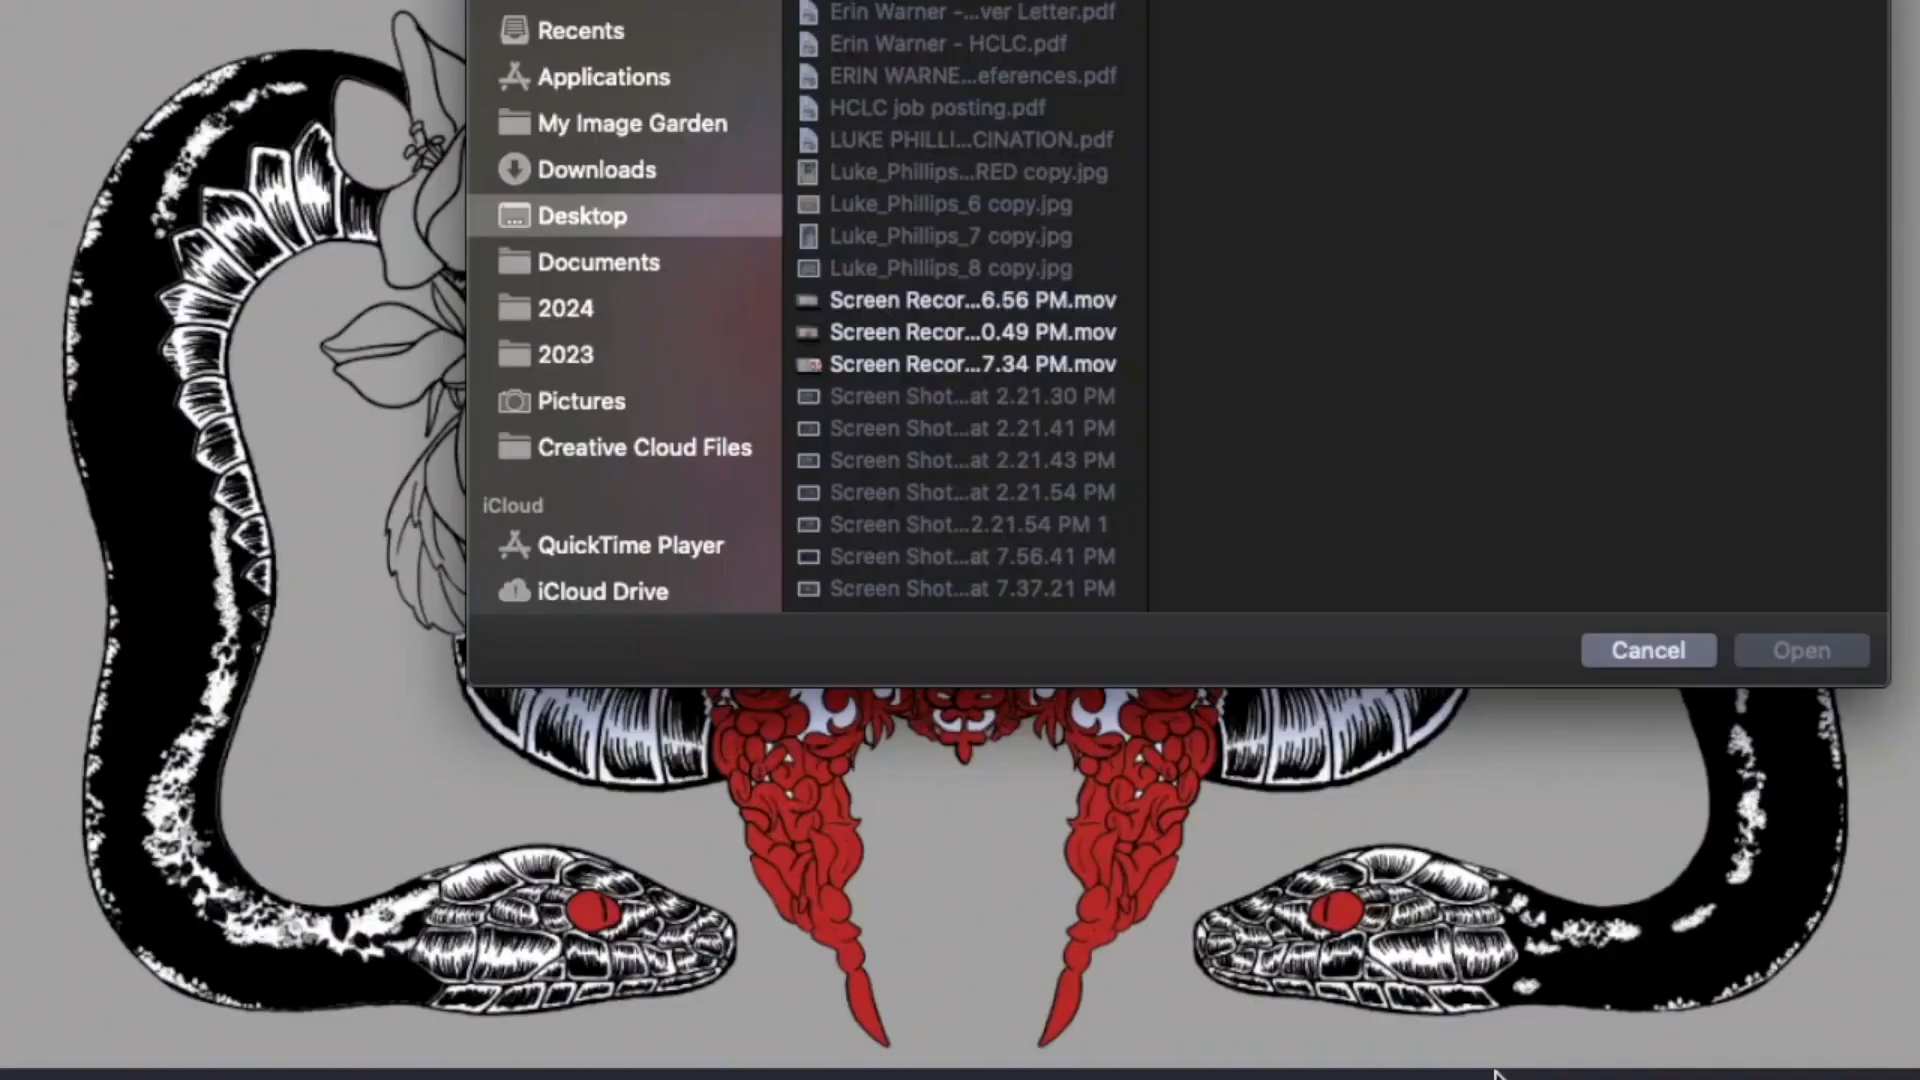 Recents
Applications
My Image Garden
Downloads
Desktop
Documents
2024
2023
Pictures
Creative Cloud Files
iCloud
QuickTime Player
iCloud Drive
Erin Warner -...ver Letter.pdf
Erin Warner - HCLC.pdf
ERIN WARNE...eferences.pdf
HCLC job posting.pdf
LUKE PHILLI...CINATION.pdf
Luke_Phillips...RED copy.jpg
Luke_Phillips_6 copy.jpg
Luke_Phillips_7 copy.jpg
Luke_Phillips_8 copy.jpg
Screen Recor...6.56 PM.mov
Screen Recor...0.49 PM.mov
Screen Recor...7.34 PM.mov
Screen Shot...at 2.21.30 PM
Screen Shot...at 2.21.41 PM
Screen Shot...at 2.21.43 PM
Screen Shot...at 2.21.54 PM
Screen Shot...2.21.54 PM 1
Screen Shot...at 7.56.41 PM
Screen Shot...at 7.37.21 PM
Cancel
Open